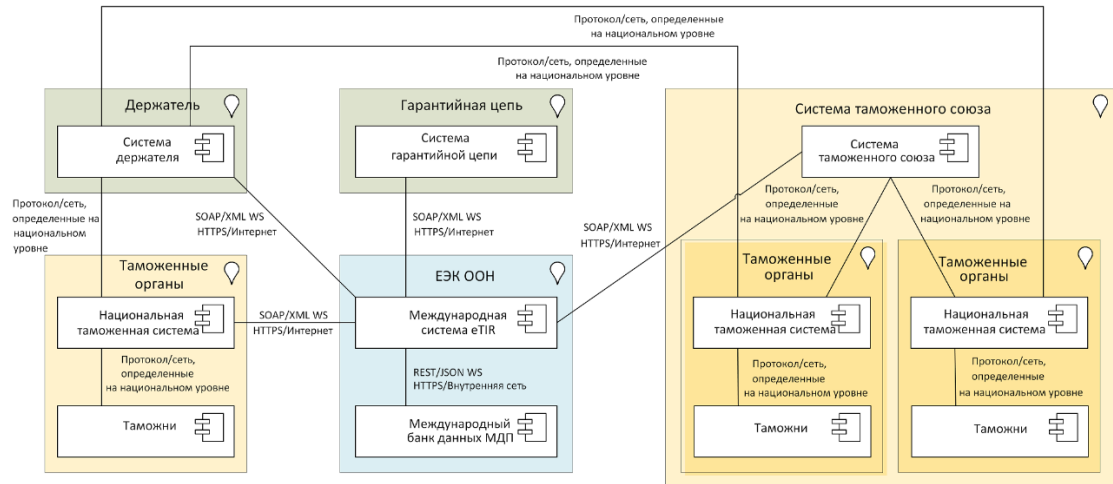 Протокол/сеть, определенные
на национальном уровне
Протокол/сеть, определенные
на национальном уровне
Держатель
Система
держателя
Гарантийная цепь
Система
гарантийной цепи
Система таможенного союза
Система
таможенного союза
Протокол/сеть,
определенные на
национальном
уровне
SOAP/XML WS
HTTPS/Интернет
SOAP/XML WS
HTTPS/Интернет
SOAP/XML WS
HTTPS/Интернет
Протокол/сеть,
определенные
на национальном уровне
Протокол/сеть,
определенные
на национальном уровне
Таможенные
органы
Национальная
таможенная система
SOAP/XML WS
HTTPS/Интернет
Протокол/сеть,
определенные
на национальном уровне
Таможни
ЕЭК ООН
Международная
система eTIR
REST/JSON WS
HTTPS/Внутренняя сеть
Международный
банк данных МДП
Таможенные
органы
Национальная
таможенная система
Протокол/сеть,
определенные
на национальном уровне
Таможни
Таможенные
органы
Национальная
таможенная система
Протокол/сеть,
определенные
на национальном уровне
Таможни